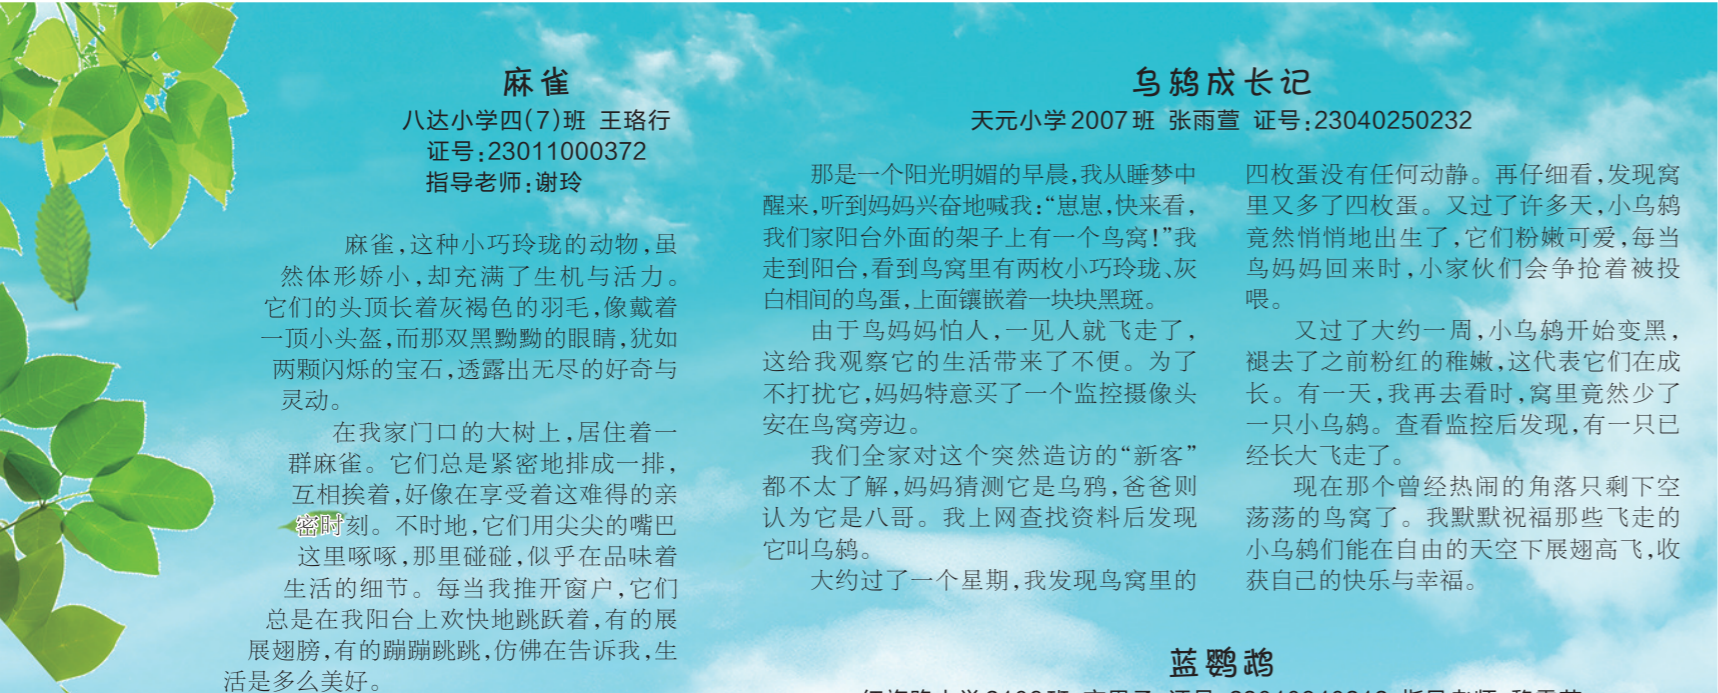 麻雀
八达小学四(7)班 王珞行
证号:23011000372
指导老师:谢玲
麻雀,这种小巧玲珑的动物,虽
然体形娇小,却充满了生机与活力。
它们的头顶长着灰褐色的羽毛,像戴着
一顶小头盔,而那双黑黝黝的眼睛,犹如
两颗闪烁的宝石,透露出无尽的好奇与
灵动。
在我家门口的大树上,居住着一
群麻雀。它们总是紧密地排成一排,
互相挨着,好像在享受着这难得的亲
密时刻。不时地,它们用尖尖的嘴巴
这里啄啄,那里碰碰,似乎在品味着
生活的细节。每当我推开窗户,它们
总是在我阳台上欢快地跳跃着,有的展
展翅膀,有的蹦蹦跳跳,仿佛在告诉我,生
活是多么美好。
乌鸫成长记
天元小学2007班 张雨萱 证号:23040250232
那是一个阳光明媚的早晨,我从睡梦中
醒来,听到妈妈兴奋地喊我:“崽崽,快来看,
我们家阳台外面的架子上有一个鸟窝!”我
走到阳台,看到鸟窝里有两枚小巧玲珑、灰
白相间的鸟蛋,上面镶嵌着一块块黑斑。
由于鸟妈妈怕人,一见人就飞走了,
这给我观察它的生活带来了不便。为了
不打扰它,妈妈特意买了一个监控摄像头
安在鸟窝旁边。
我们全家对这个突然造访的“新客”
都不太了解,妈妈猜测它是乌鸦,爸爸则
认为它是八哥。我上网查找资料后发现
它叫乌鸫。
大约过了一个星期,我发现鸟窝里的
四枚蛋没有任何动静。再仔细看,发现窝
里又多了四枚蛋。又过了许多天,小乌鸫
竟然悄悄地出生了,它们粉嫩可爱,每当
鸟妈妈回来时,小家伙们会争抢着被投
喂。
又过了大约一周,小乌鸫开始变黑,
褪去了之前粉红的稚嫩,这代表它们在成
长。有一天,我再去看时,窝里竟然少了
一只小乌鸫。查看监控后发现,有一只已
经长大飞走了。
现在那个曾经热闹的角落只剩下空
荡荡的鸟窝了。我默默祝福那些飞走的
小乌鸫们能在自由的天空下展翅高飞,收
获自己的快乐与幸福。
蓝鹦鹉